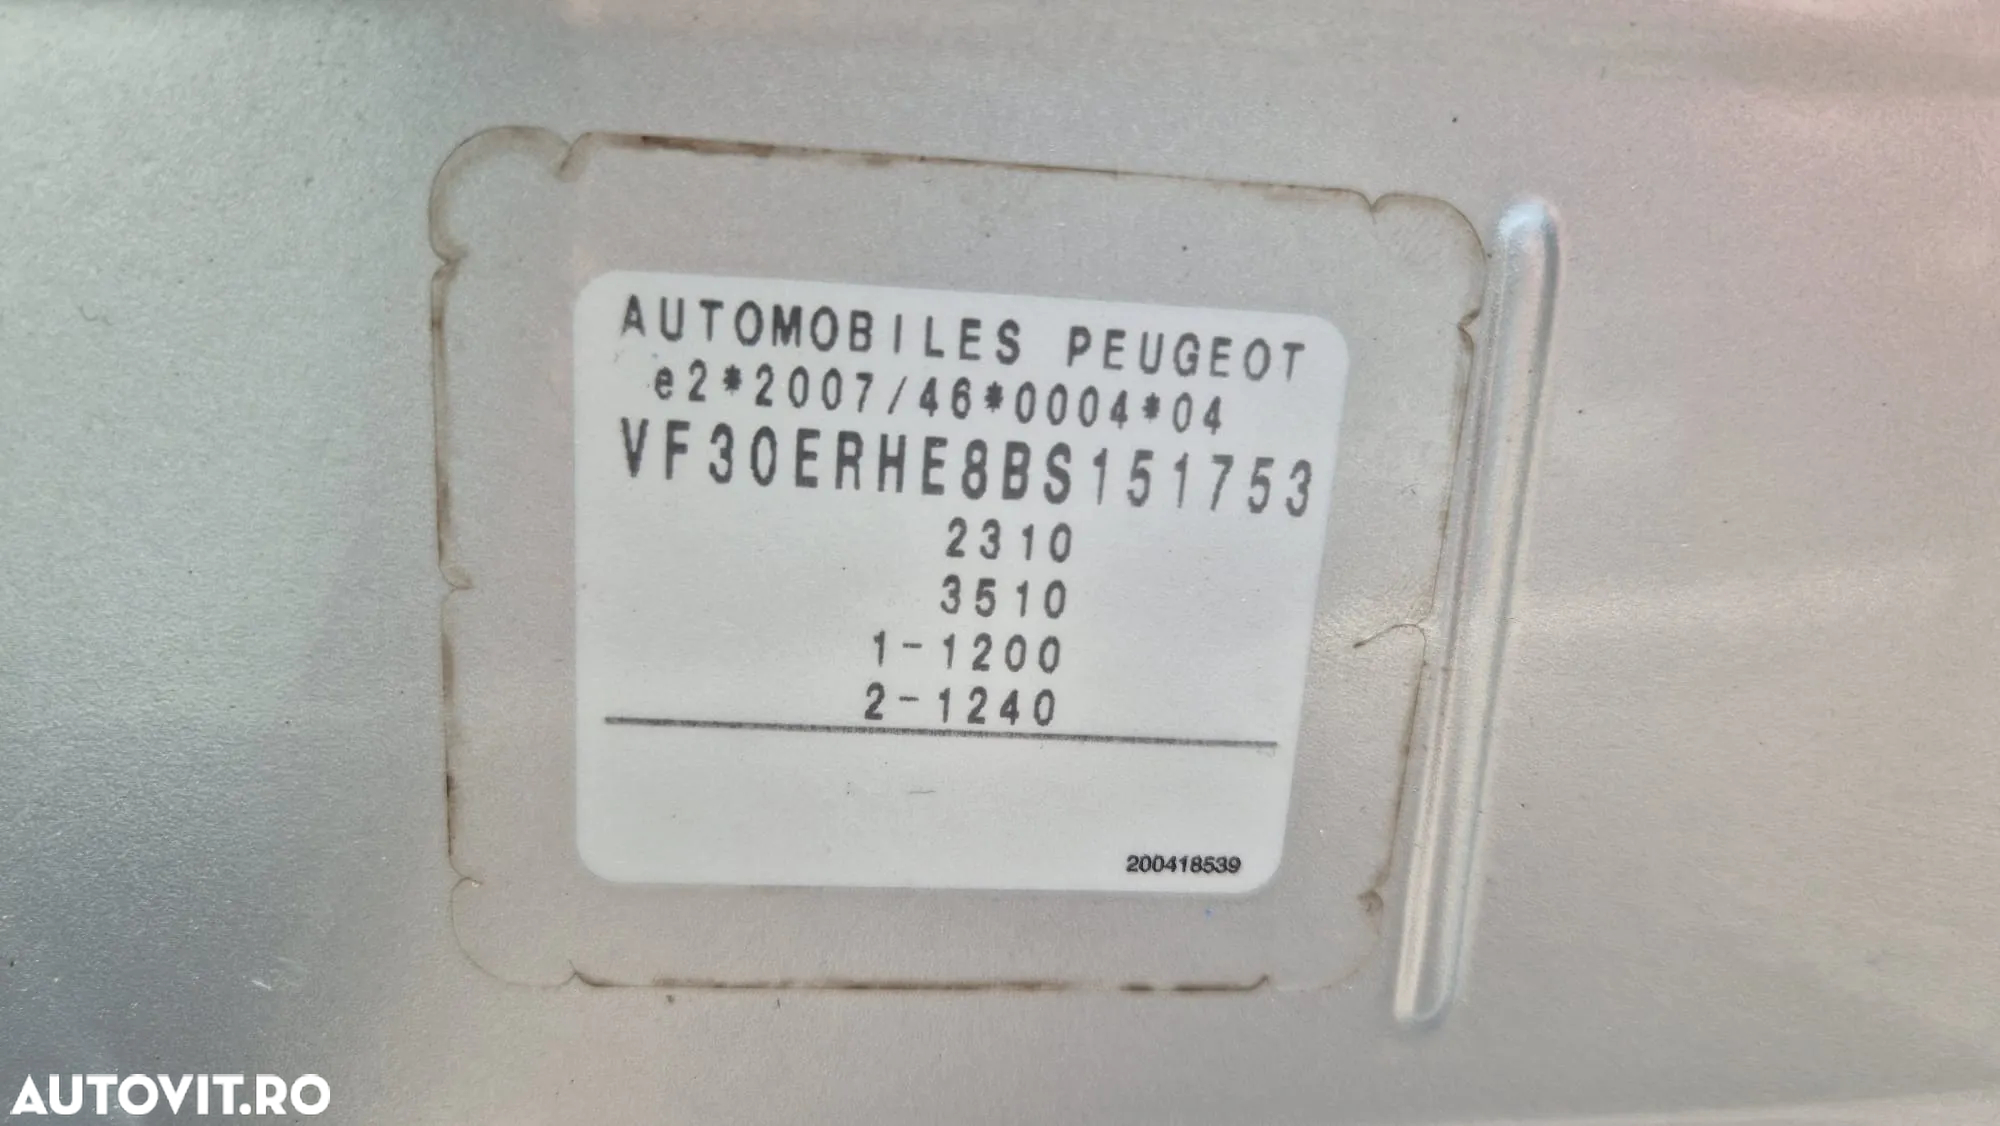 AUTOMOBILES PEUGEOT
e2*2007/46*0004*04
VF30ERHE8BS151753
2310
3510
1-1200
2-1240
200418539
AUTOVIT.RO